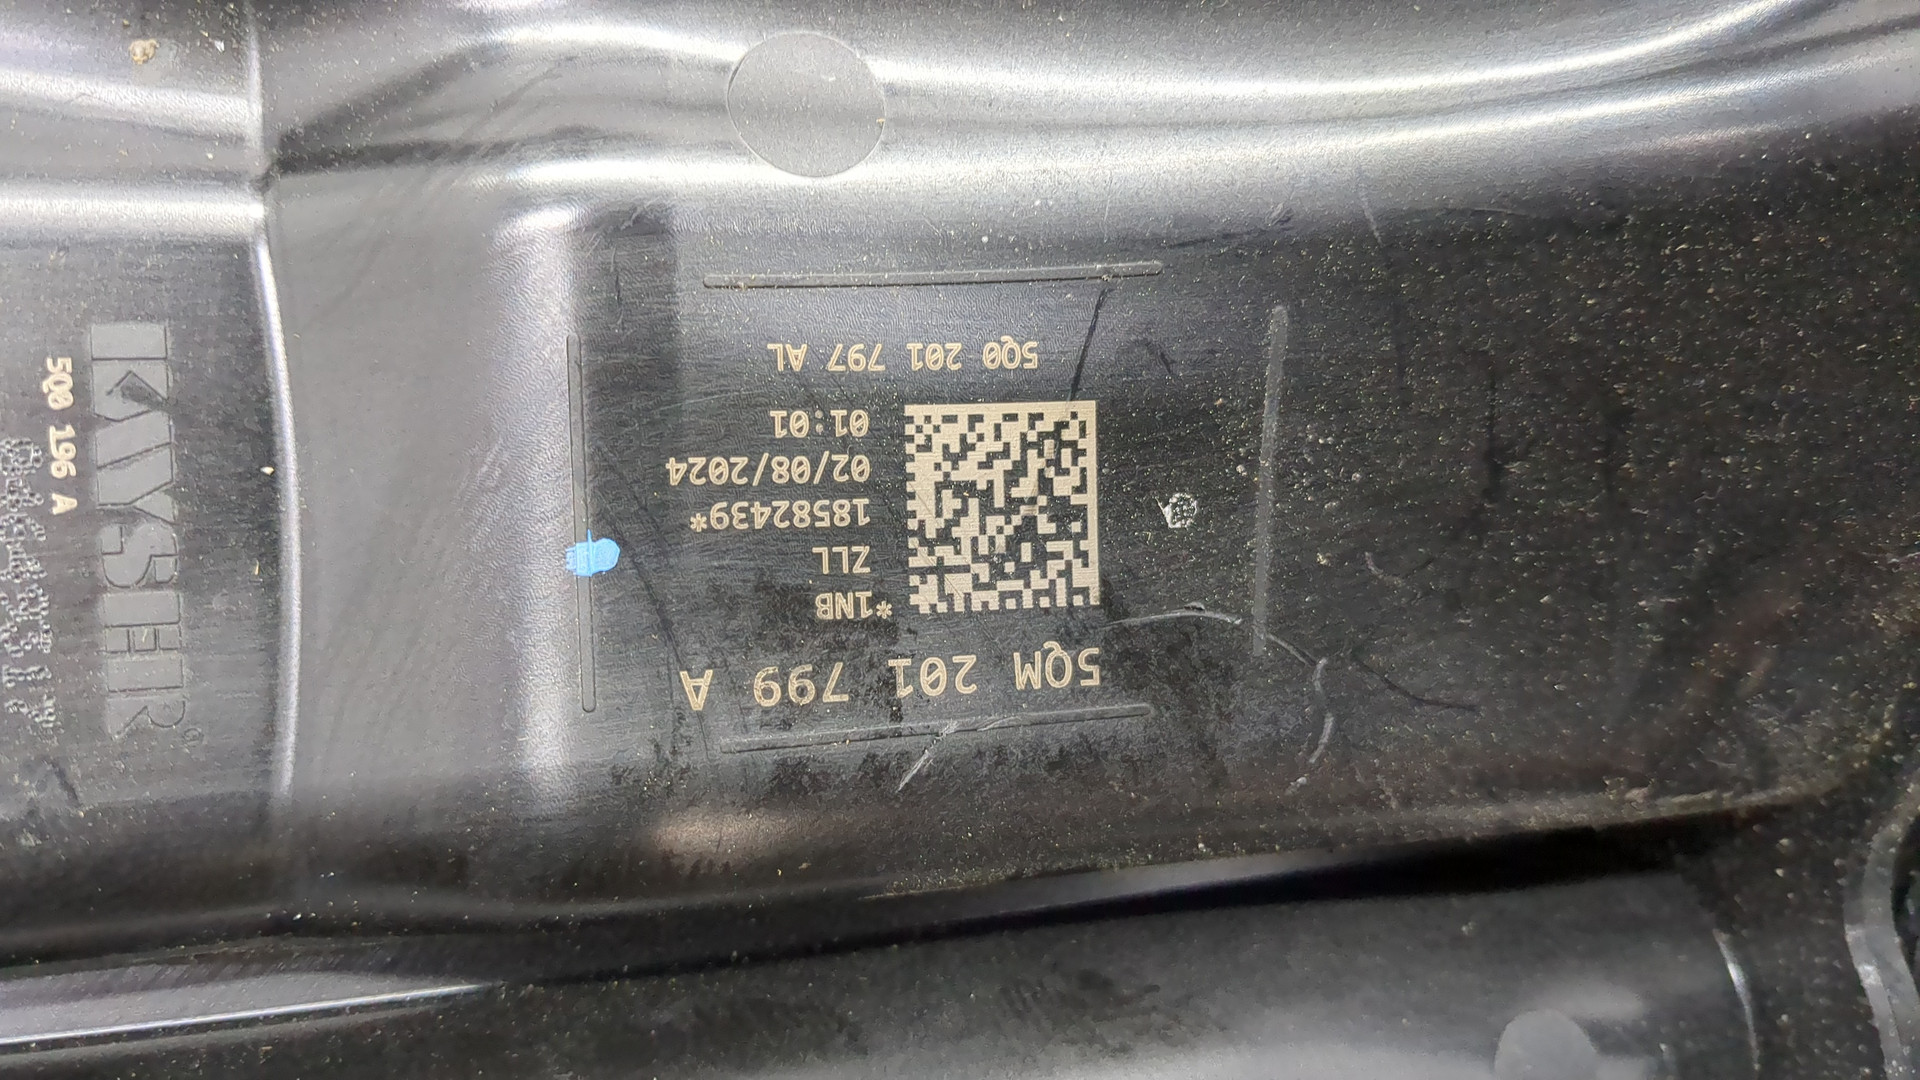 5QM 201 799 A
*1NB
ZLL
18582439*
02/08/2024
01:01
5Q0 201 797 AL
KAYSER®
5Q0 196 A